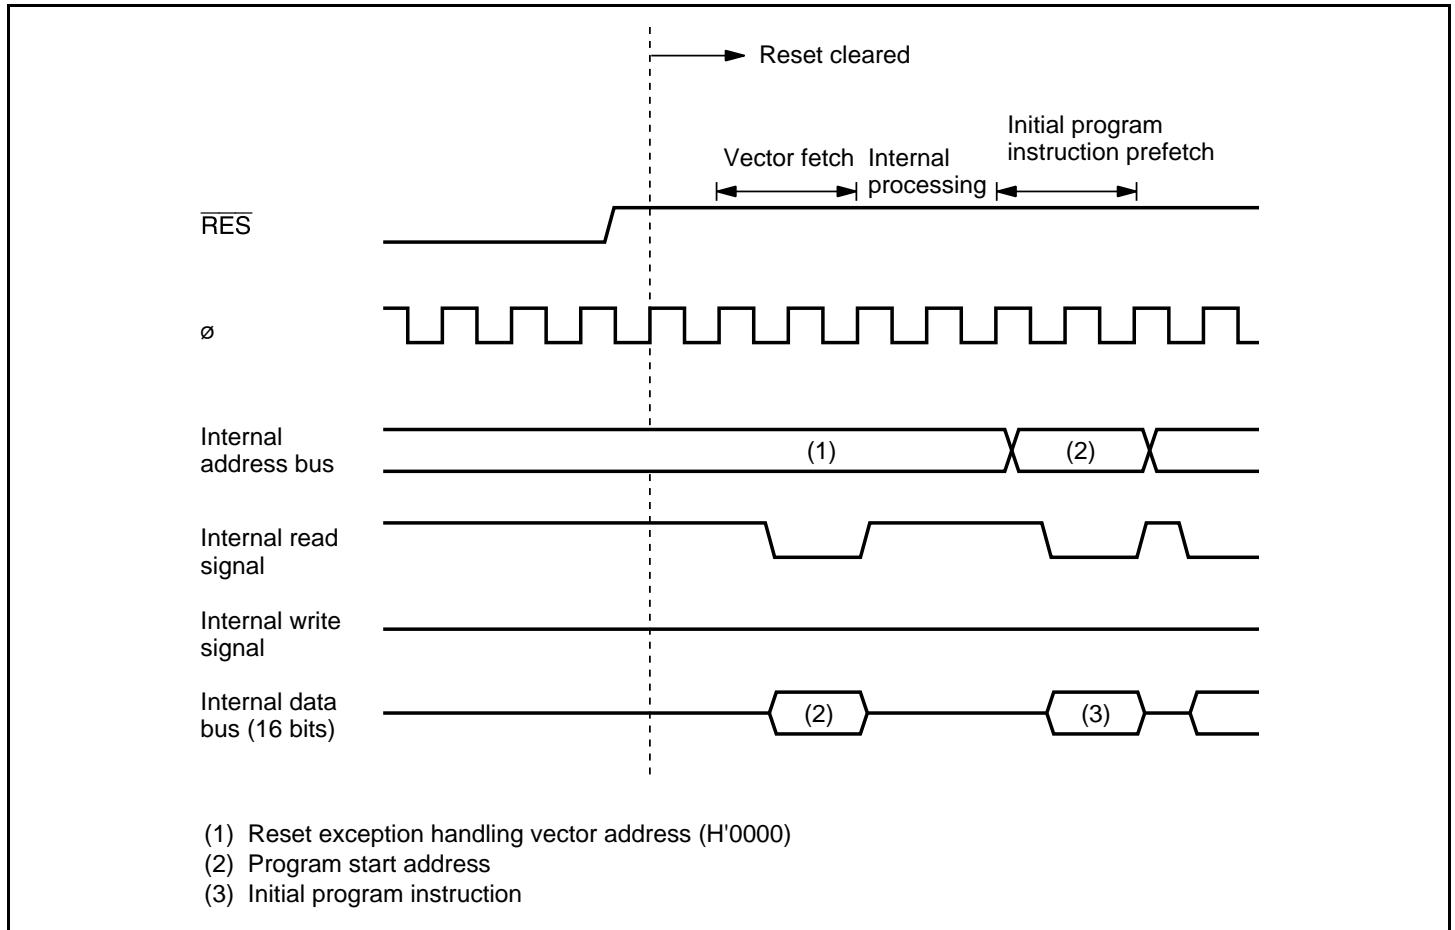 Reset cleared
Initial program
instruction prefetch
Vector fetch
Internal
processing
RES
ø
Internal
address bus
(1)
(2)
Internal read
signal
Internal write
signal
Internal data
bus (16 bits)
(2)
(3)
(1) Reset exception handling vector address (H'0000)
(2) Program start address
(3) Initial program instruction